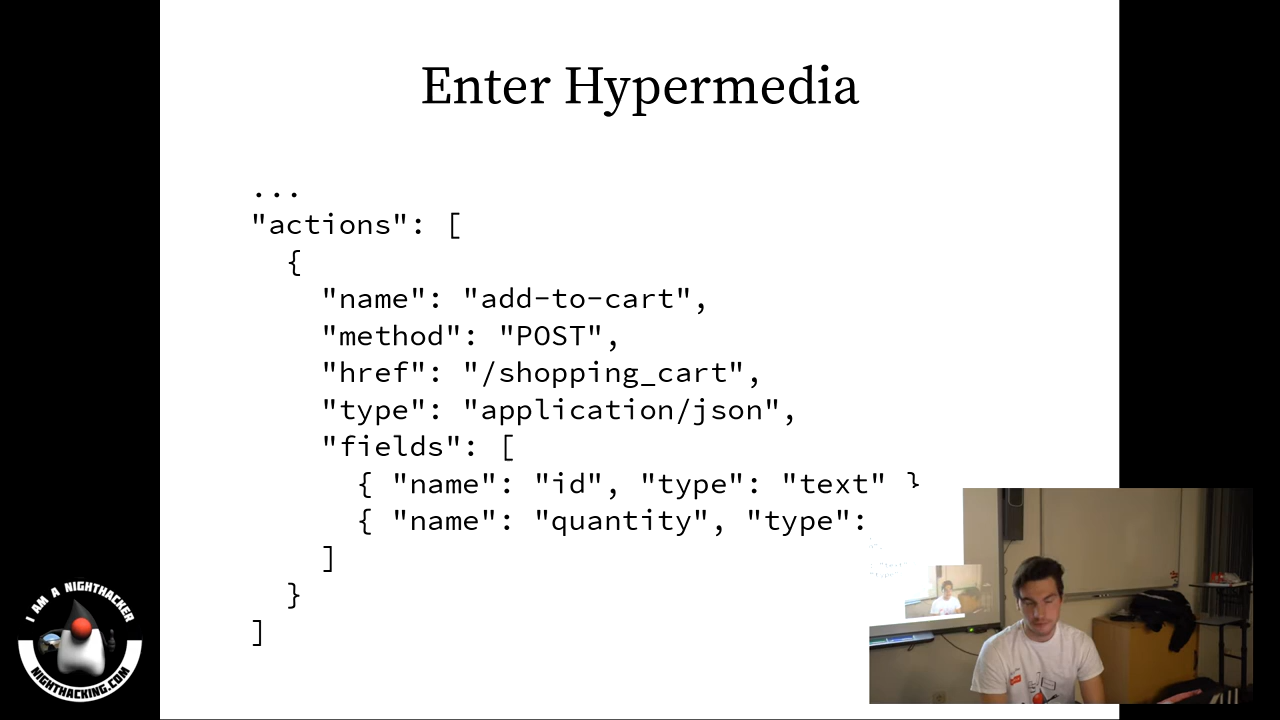 Enter Hypermedia
...
"actions": [
{
"name": "add-to-cart",
"method": "POST",
"href": "/shopping_cart",
"type": "application/json",
"fields": [
{ "name": "id", "type": "text" }
{ "name": "quantity", "type":
]
}
]
I AM A NIGHTHACKER
NIGHTHACKING.COM